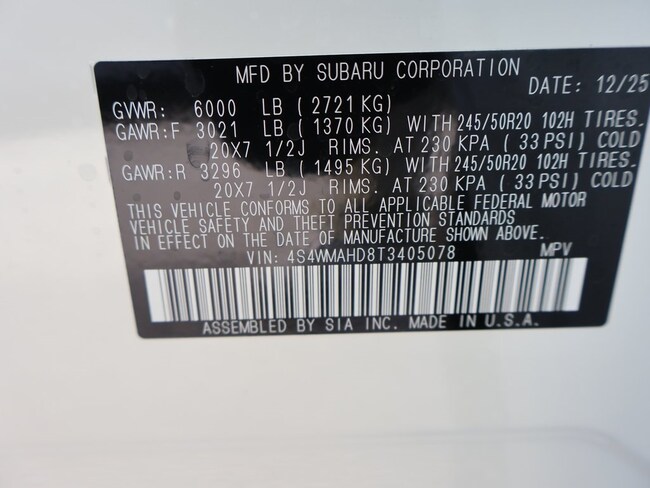 MFD BY SUBARU CORPORATION DATE: 12/25
GVWR: 6000 LB ( 2721 KG)
GAWR:F 3021 LB ( 1370 KG) WITH 245/50R20 102H TIRES.
20X7 1/2J RIMS. AT 230 KPA ( 33 PSI) COLD
GAWR:R 3296 LB ( 1495 KG) WITH 245/50R20 102H TIRES.
20X7 1/2J RIMS. AT 230 KPA ( 33 PSI) COLD
THIS VEHICLE CONFORMS TO ALL APPLICABLE FEDERAL MOTOR
VEHICLE SAFETY AND THEFT PREVENTION STANDARDS
IN EFFECT ON THE DATE OF MANUFACTURE SHOWN ABOVE.
VIN: 4S4WMAHD8T3405078 MPV
ASSEMBLED BY SIA INC. MADE IN U.S.A.